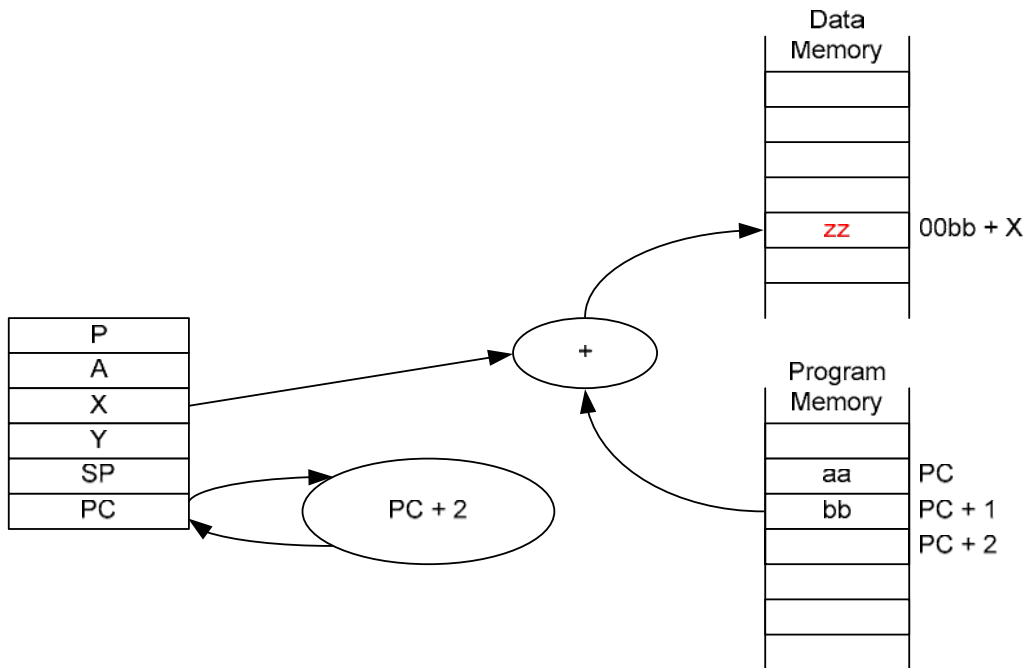 Data
Memory
zz
00bb + X
P
A
X
Y
SP
PC
+
PC + 2
Program
Memory
aa
PC
bb
PC + 1
PC + 2